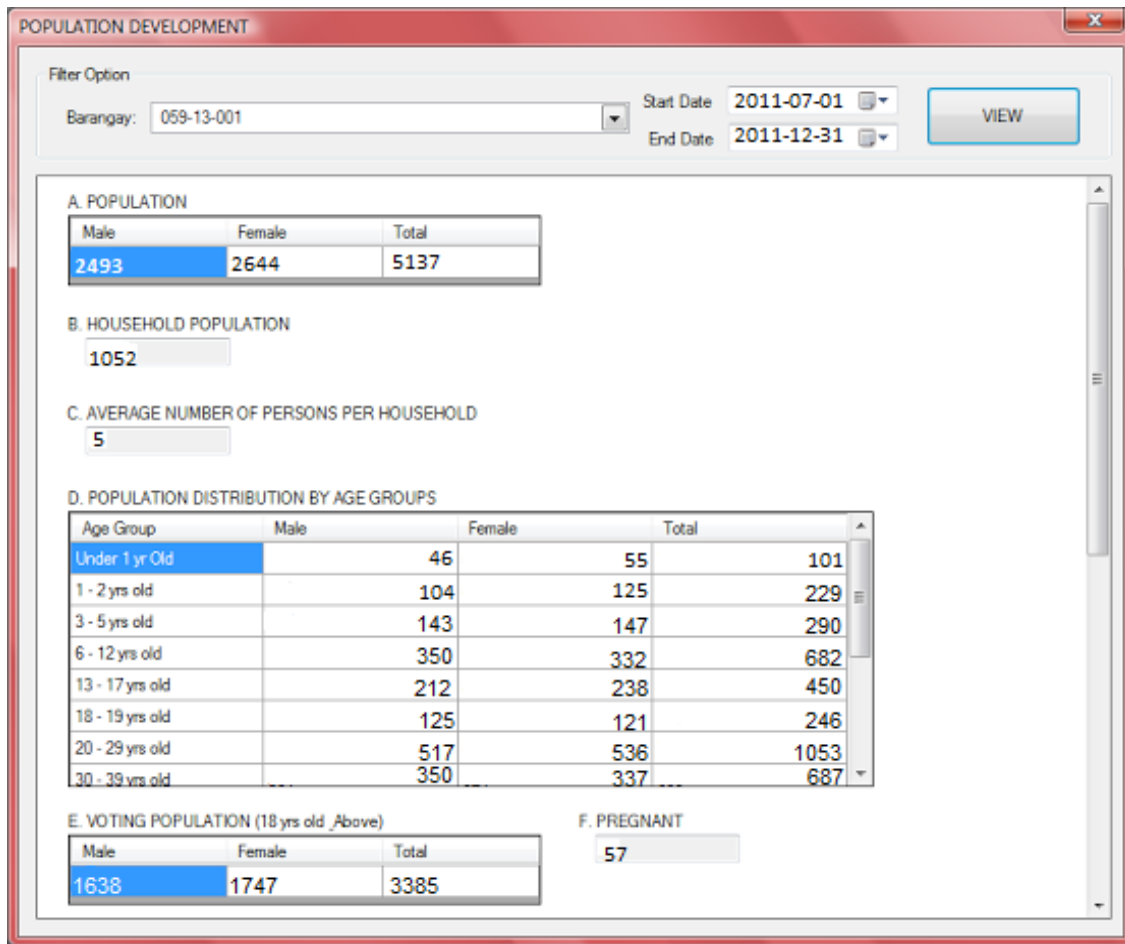 POPULATION DEVELOPMENT
Filter Option
Barangay: 059-13-001
Start Date 2011-07-01
End Date 2011-12-31
VIEW
A. POPULATION
Male Female Total
2493 2644 5137
B. HOUSEHOLD POPULATION
1052
C. AVERAGE NUMBER OF PERSONS PER HOUSEHOLD
5
D. POPULATION DISTRIBUTION BY AGE GROUPS
Age Group Male Female Total
Under 1 yr Old 46 55 101
1 - 2 yrs old 104 125 229
3 - 5 yrs old 143 147 290
6 - 12 yrs old 350 332 682
13 - 17 yrs old 212 238 450
18 - 19 yrs old 125 121 246
20 - 29 yrs old 517 536 1053
30 - 39 yrs old 350 337 687
E. VOTING POPULATION (18 yrs old _Above)
Male Female Total
1638 1747 3385
F. PREGNANT
57